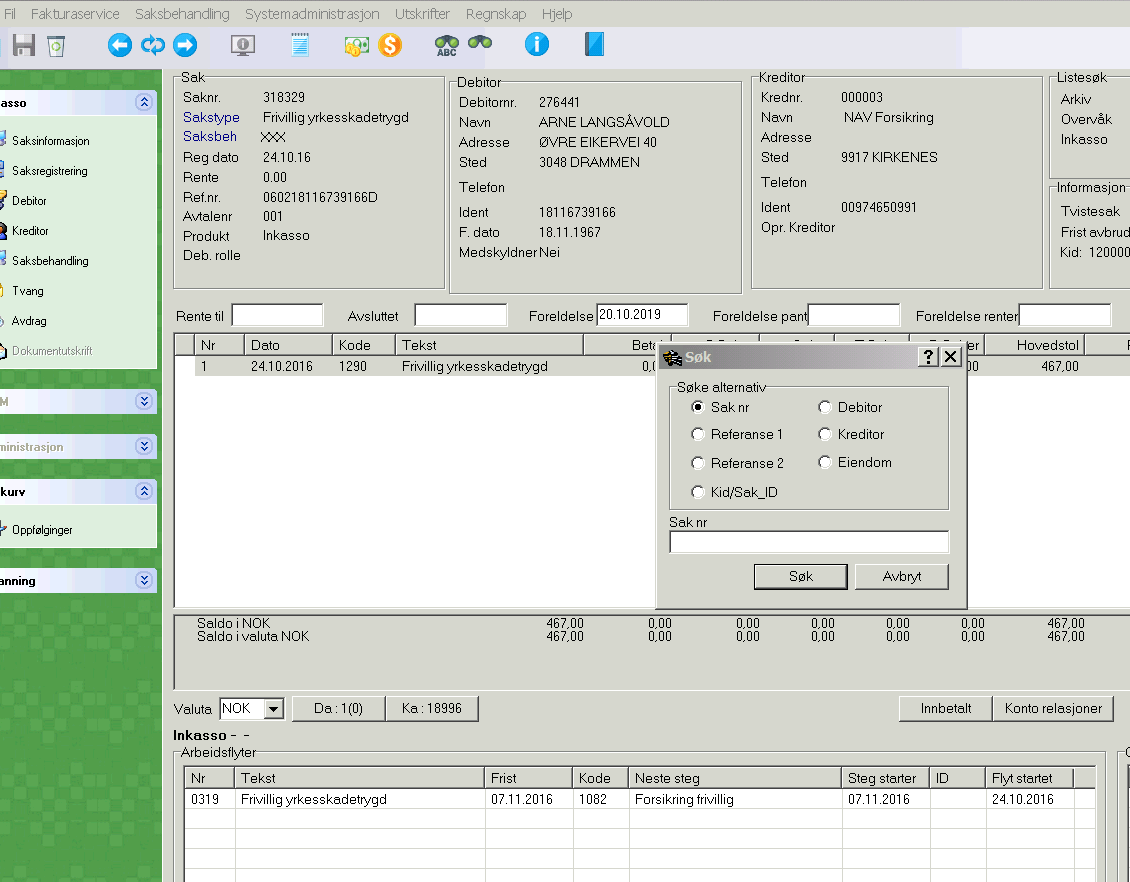 Fil Fakturaservice Saksbehandling Systemadministrasjon Utskrifter Regnskap Hjelp
ABC
asso
Saksinformasjon
Saksregistrering
Debitor
Kreditor
Saksbehandling
Tvang
Avdrag
Dokumentutskrift
M
ministrasjon
kurv
Oppfølginger
anning
Sak
Saknr. 318329
Sakstype Frivillig yrkesskadetrygd
Saksbeh XXX
Reg dato 24.10.16
Rente 0.00
Ref.nr. 060218116739166D
Avtalenr 001
Produkt Inkasso
Deb. rolle
Debitor
Debitornr. 276441
Navn ARNE LANGSÅVOLD
Adresse ØVRE EIKERVEI 40
Sted 3048 DRAMMEN
Telefon
Ident 18116739166
F. dato 18.11.1967
Medskyldner Nei
Kreditor
Krednr. 000003
Navn NAV Forsikring
Adresse
Sted 9917 KIRKENES
Telefon
Ident 00974650991
Opr. Kreditor
Listesøk
Arkiv
Overvåk
Inkasso
Informasjon
Tvistesak
Frist avbrud
Kid: 120000
Rente til Avsluttet Foreldelse 20.10.2019 Foreldelse pant Foreldelse renter
Nr Dato Kode Tekst Betal Hovedstol
1 24.10.2016 1290 Frivillig yrkesskadetrygd 0,0 00 467,00
Søk
Søke alternativ
Sak nr Debitor
Referanse 1 Kreditor
Referanse 2 Eiendom
Kid/Sak_ID
Sak nr
Søk Avbryt
Saldo i NOK 467,00 0,00 0,00 0,00 0,00 0,00 467,00
Saldo i valuta NOK 467,00 0,00 0,00 0,00 0,00 0,00 467,00
Valuta NOK Da : 1(0) Ka : 18996 Innbetalt Konto relasjoner
Inkasso - -
Arbeidsflyter
Nr Tekst Frist Kode Neste steg Steg starter ID Flyt startet
0319 Frivillig yrkesskadetrygd 07.11.2016 1082 Forsikring frivillig 07.11.2016 24.10.2016